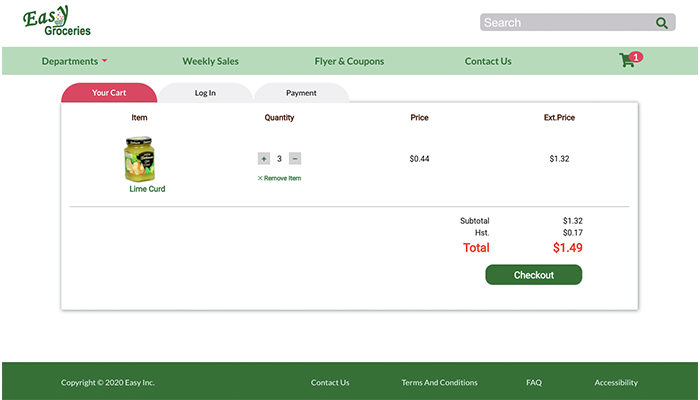 Easy
Groceries
Search
Departments Weekly Sales Flyer & Coupons Contact Us 1
Your Cart Log In Payment
Item Quantity Price Ext.Price
+ 3 − $0.44 $1.32
× Remove Item
Lime Curd
Subtotal $1.32
Hst. $0.17
Total $1.49
Checkout
Copyright © 2020 Easy Inc. Contact Us Terms And Conditions FAQ Accessibility